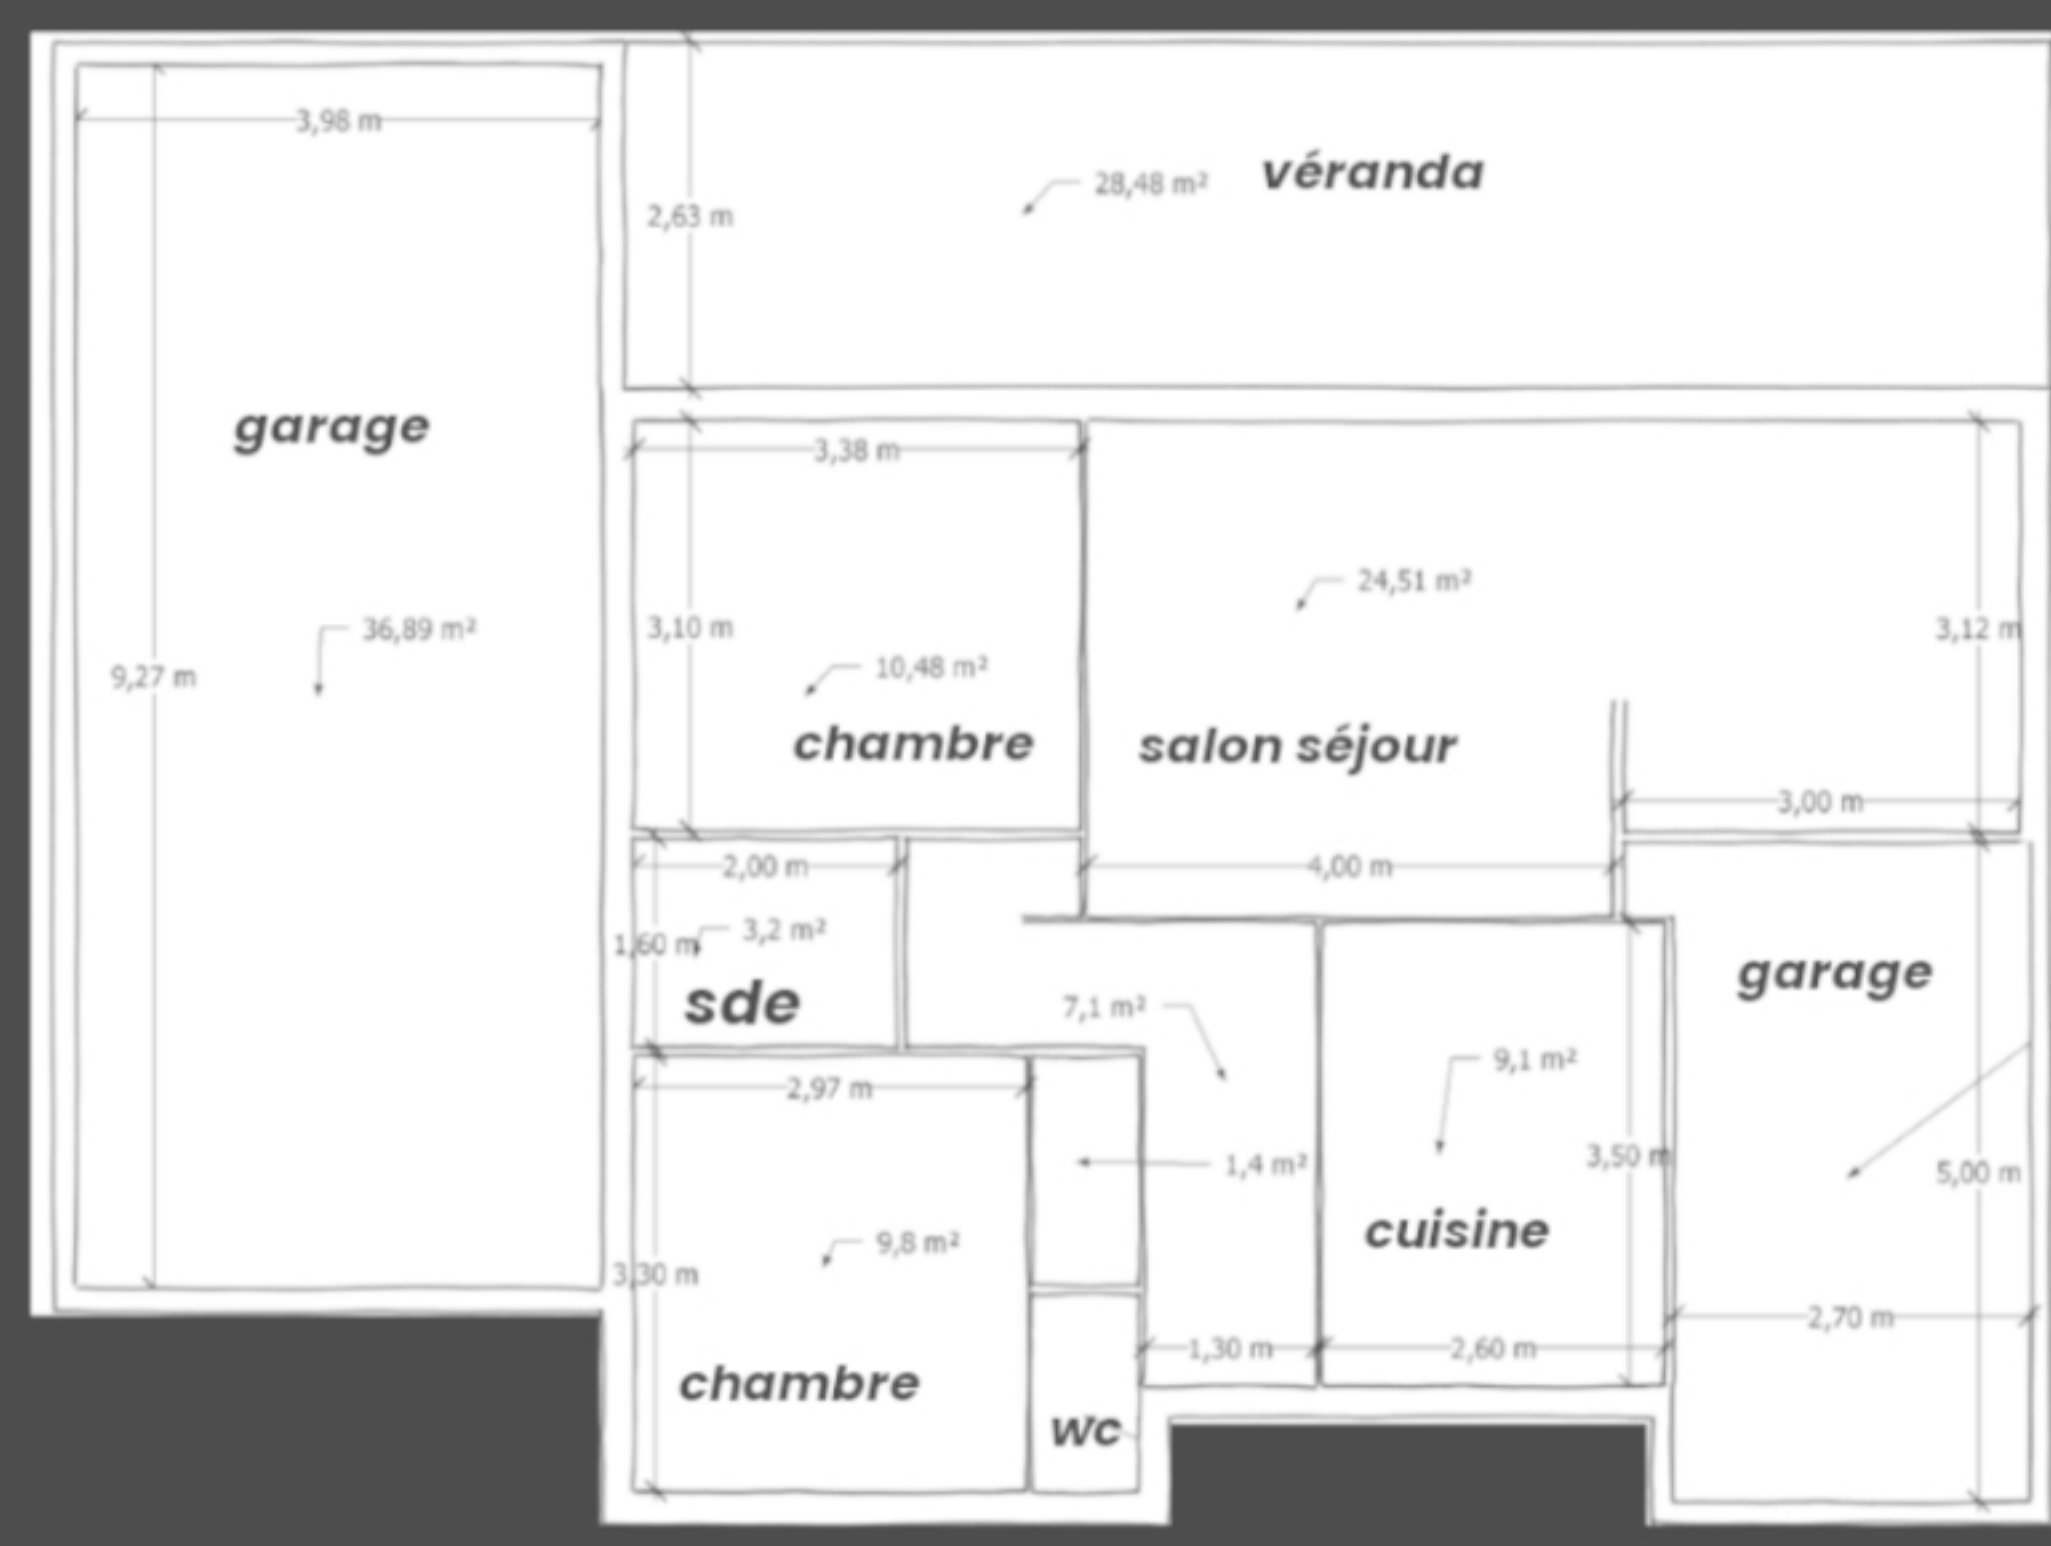 3,98 m
28,48 m²
véranda
2,63 m
garage
3,38 m
24,51 m²
36,89 m²
3,10 m
3,12 m
9,27 m
10,48 m²
chambre
salon séjour
3,00 m
2,00 m
4,00 m
3,2 m²
1,60 m
sde
garage
7,1 m²
9,1 m²
2,97 m
1,4 m²
3,50 m
5,00 m
cuisine
9,8 m²
3,30 m
2,70 m
1,30 m
2,60 m
chambre
wc